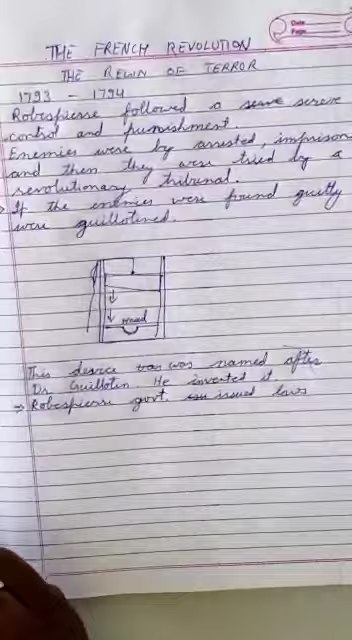 Date
Page
THE FRENCH REVOLUTION
THE REIGN OF TERROR
1793 - 1794
Robespierre followed a severe
control and punishment.
Enemies were by arrested, imprison
and then they were tried by a
revolutionary tribunal.
If the enemies were found guilty
were guillotined.
Head
This device was was named after
Dr. Guillotin. He invented it.
⇒ Robespierre govt. issued laws